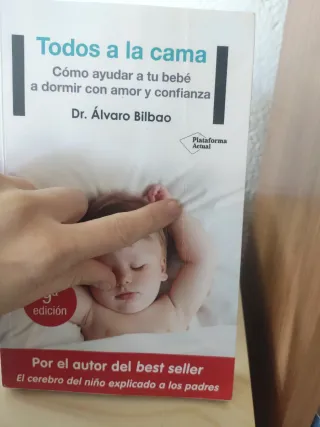 Todos a la cama
Cómo ayudar a tu bebé
a dormir con amor y confianza
Dr. Álvaro Bilbao
Plataforma
Actual
9ª
edición
Por el autor del best seller
El cerebro del niño explicado a los padres